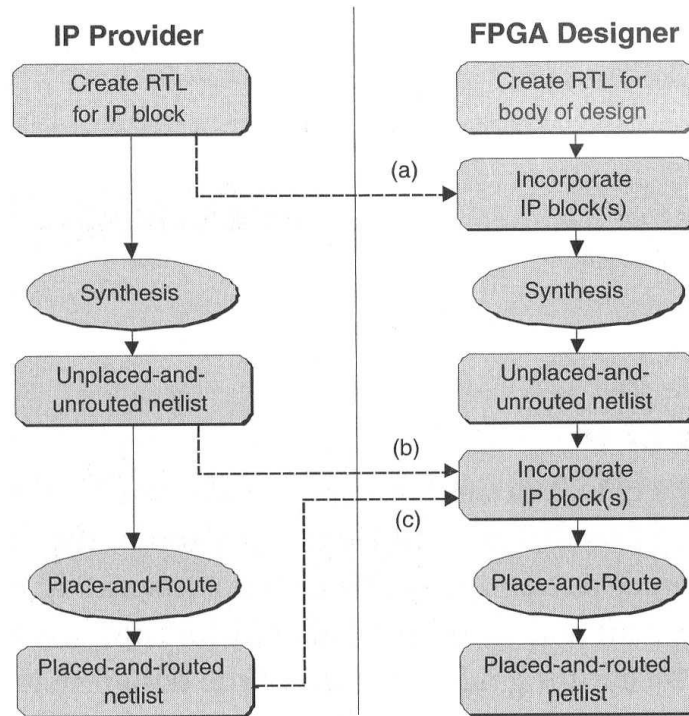 IP Provider
Create RTL
for IP block
Synthesis
Unplaced-and-
unrouted netlist
Place-and-Route
Placed-and-routed
netlist
(a)
(b)
(c)
FPGA Designer
Create RTL for
body of design
Incorporate
IP block(s)
Synthesis
Unplaced-and-
unrouted netlist
Incorporate
IP block(s)
Place-and-Route
Placed-and-routed
netlist